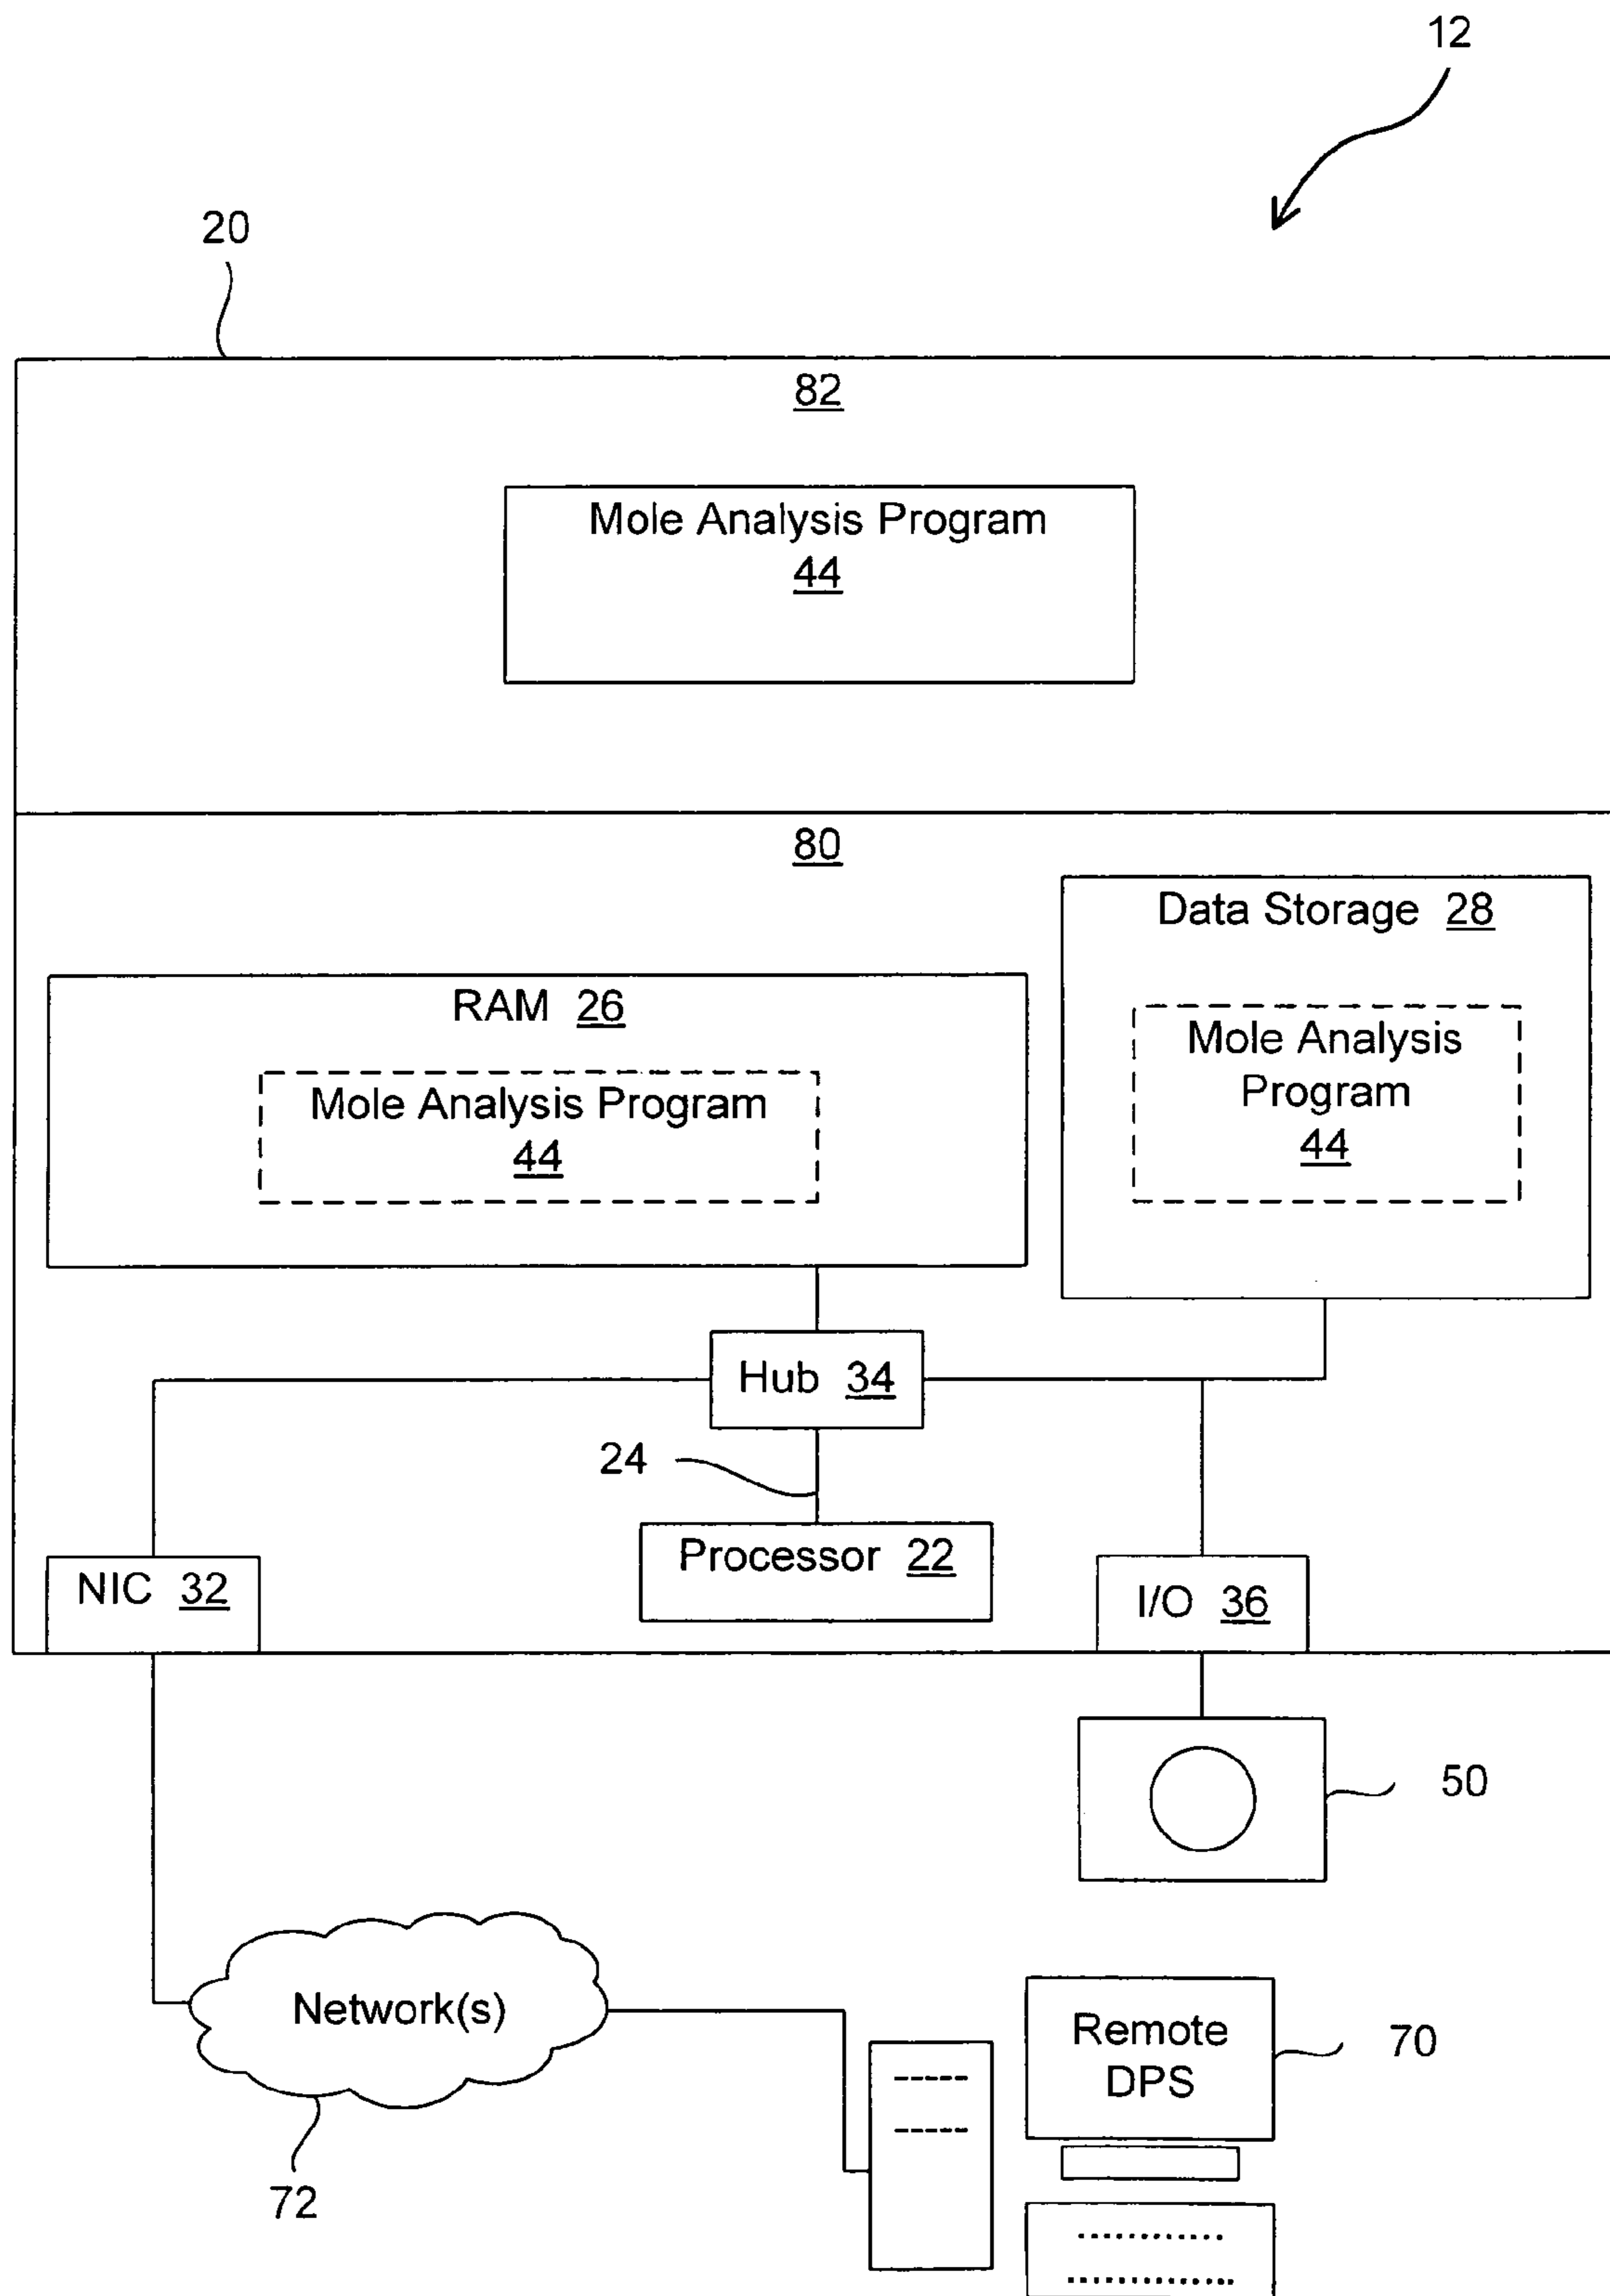 12
20
82
Mole Analysis Program
44
80
Data Storage 28
RAM 26
Mole Analysis
Program
44
Mole Analysis Program
44
Hub 34
24
Processor 22
NIC 32
I/O 36
50
Network(s)
Remote
DPS
70
72